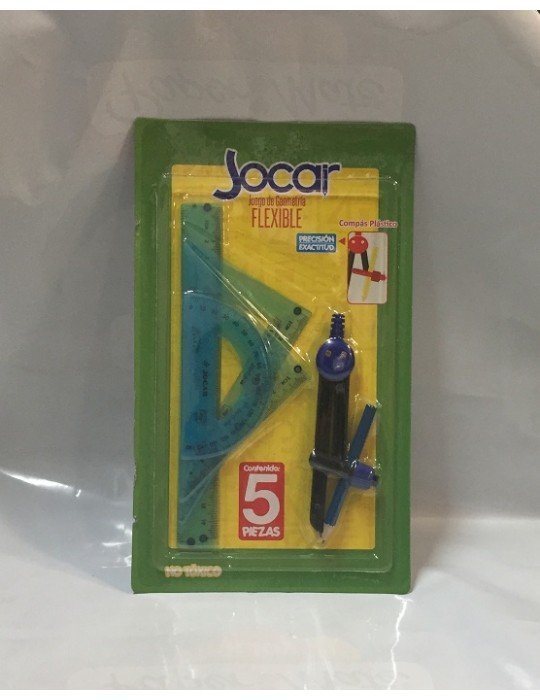 Jocar
Juego de Geometría
FLEXIBLE
Compás Plástico
PRECISIÓN
EXACTITUD
Contenido:
5
PIEZAS
NO TÓXICO